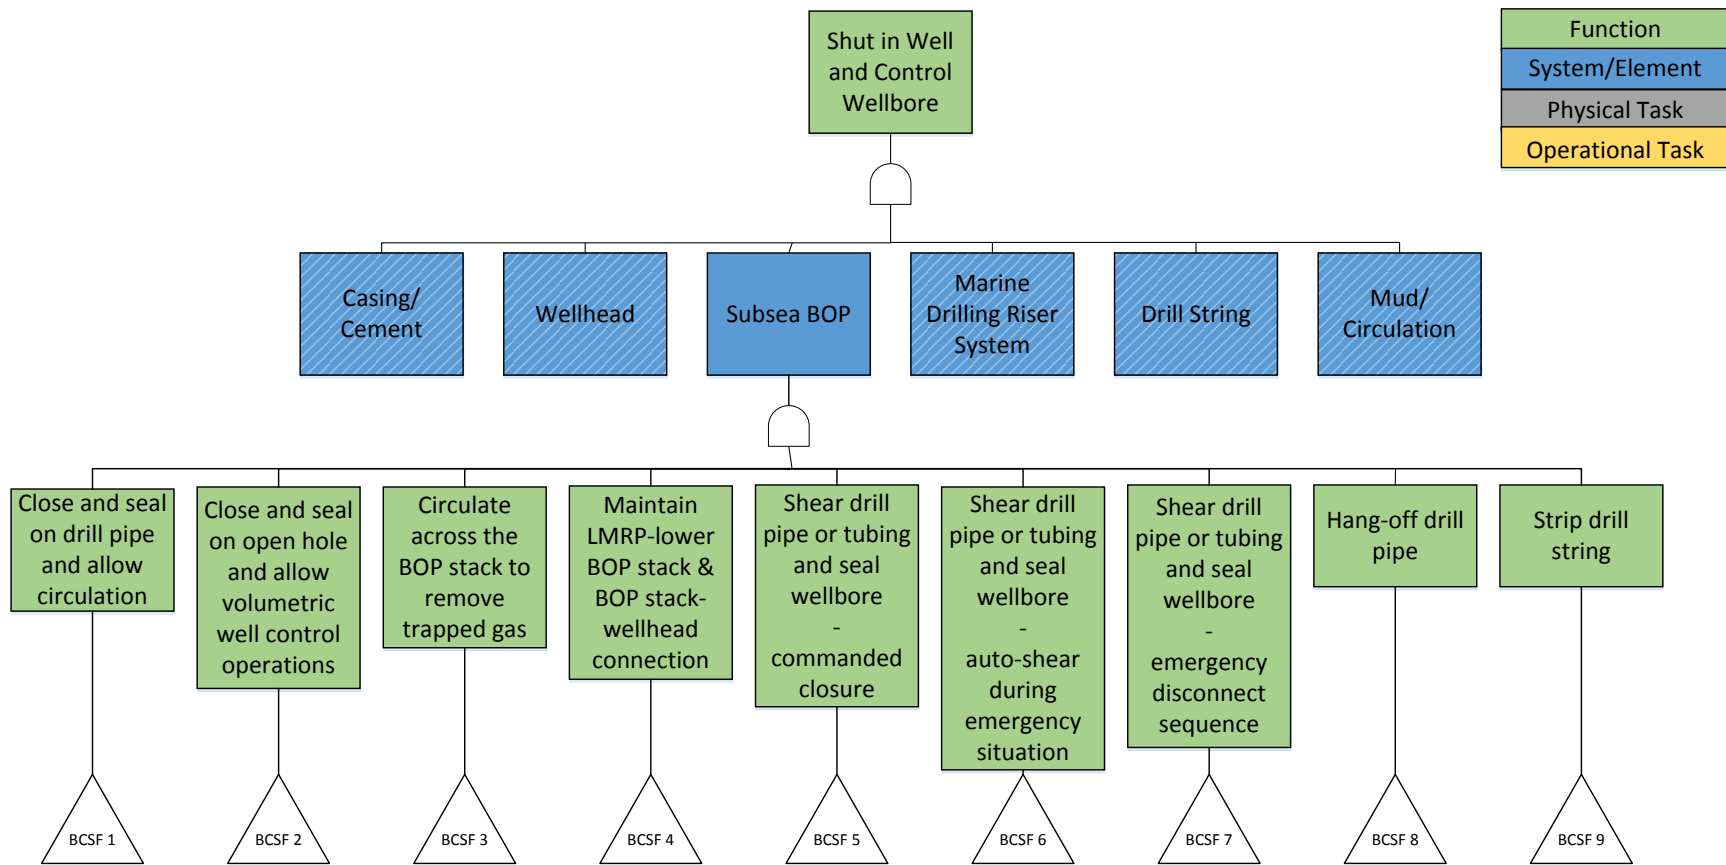 Shut in Well
and Control
Wellbore
Function
System/Element
Physical Task
Operational Task
Casing/
Cement
Wellhead
Subsea BOP
Marine
Drilling Riser
System
Drill String
Mud/
Circulation
Close and seal
on drill pipe
and allow
circulation
Close and seal
on open hole
and allow
volumetric
well control
operations
Circulate
across the
BOP stack to
remove
trapped gas
Maintain
LMRP-lower
BOP stack &
BOP stack-
wellhead
connection
Shear drill
pipe or tubing
and seal
wellbore
-
commanded
closure
Shear drill
pipe or tubing
and seal
wellbore
-
auto-shear
during
emergency
situation
Shear drill
pipe or tubing
and seal
wellbore
-
emergency
disconnect
sequence
Hang-off drill
pipe
Strip drill
string
BCSF 1
BCSF 2
BCSF 3
BCSF 4
BCSF 5
BCSF 6
BCSF 7
BCSF 8
BCSF 9